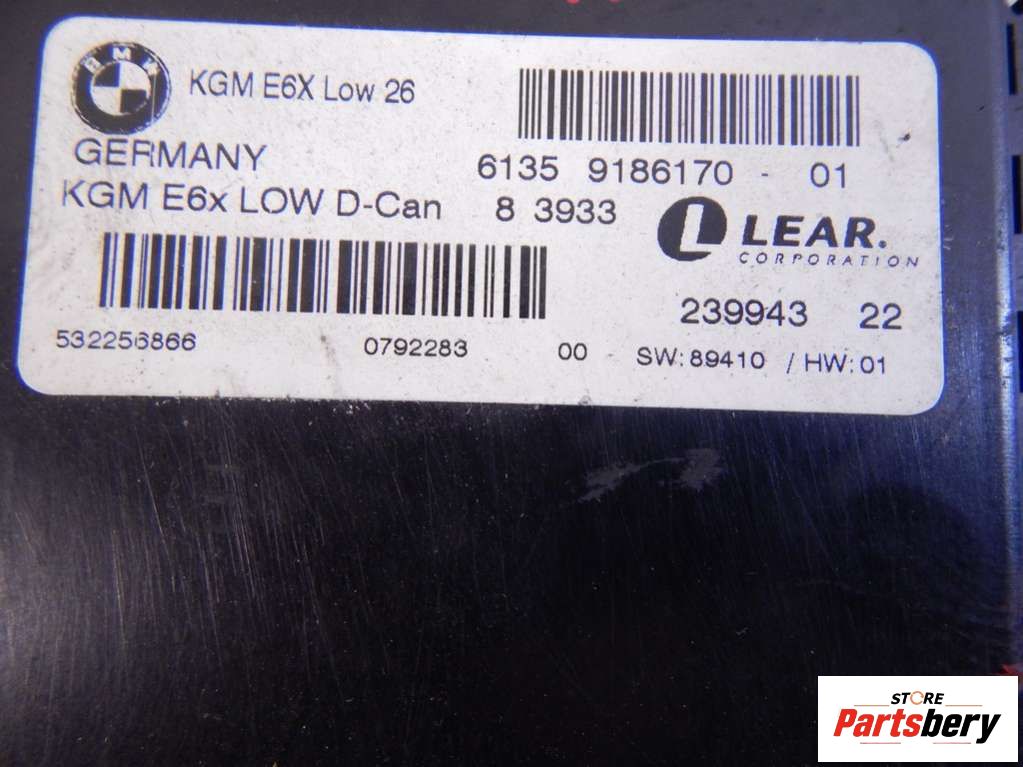 BMW
KGM E6X Low 26
GERMANY
6135 9186170 - 01
KGM E6x LOW D-Can 8 3933
L LEAR.
CORPORATION
239943 22
532256866 0792283 00 SW: 89410 / HW: 01
STORE
Partsbery